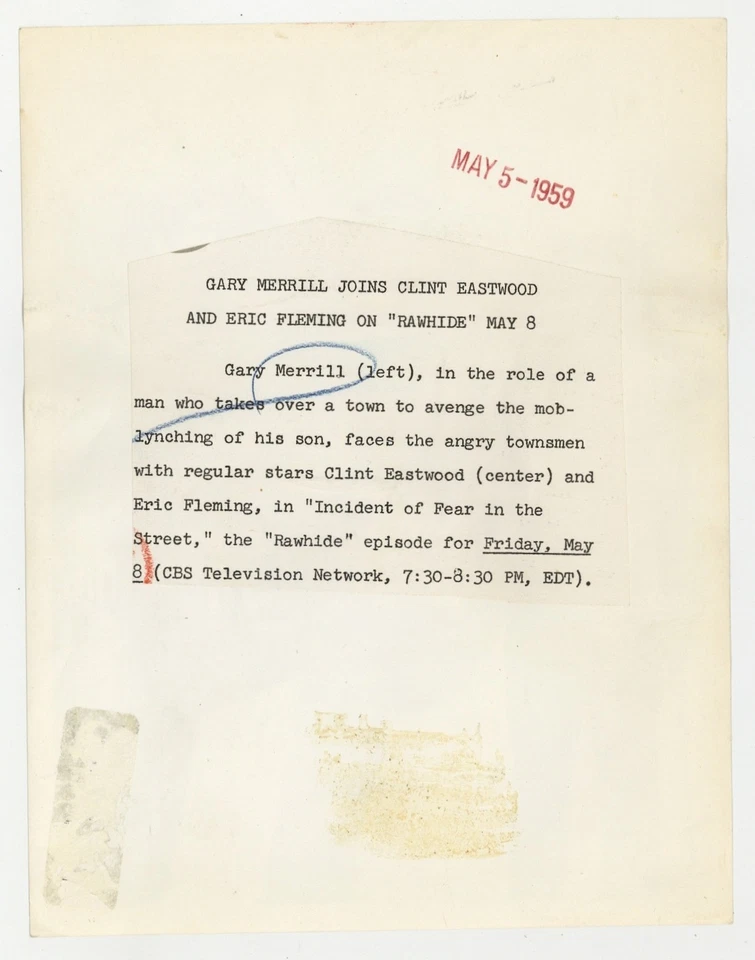 MAY 5-1959
GARY MERRILL JOINS CLINT EASTWOOD
AND ERIC FLEMING ON "RAWHIDE" MAY 8
Gary Merrill (left), in the role of a
man who takes over a town to avenge the mob-
lynching of his son, faces the angry townsmen
with regular stars Clint Eastwood (center) and
Eric Fleming, in "Incident of Fear in the
Street," the "Rawhide" episode for Friday, May
8 (CBS Television Network, 7:30-8:30 PM, EDT).